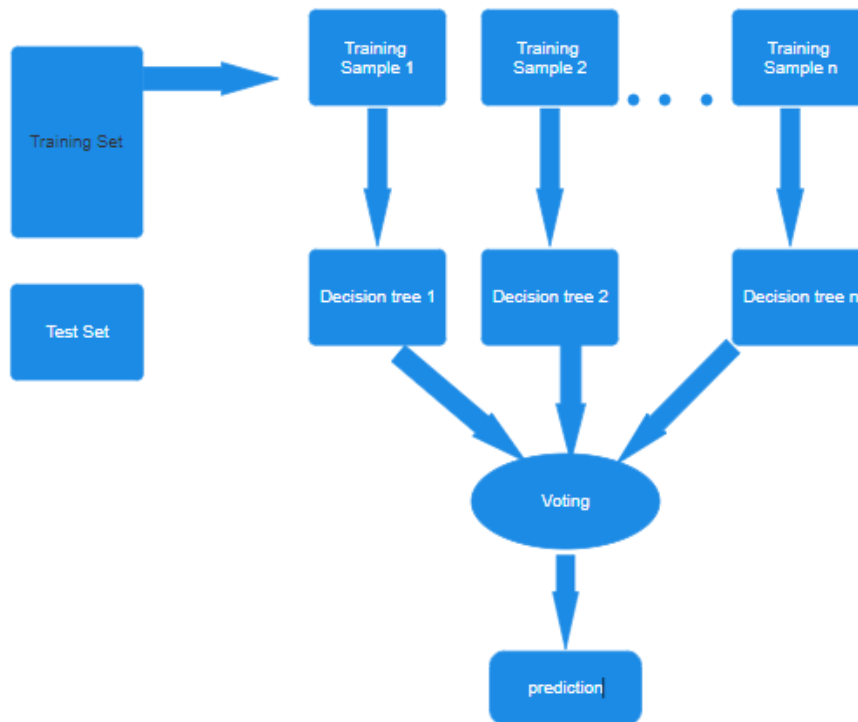 Training
Sample 1
Training
Sample 2
Training
Sample n
Training Set
Decision tree 1
Decision tree 2
Decision tree n
Test Set
Voting
prediction